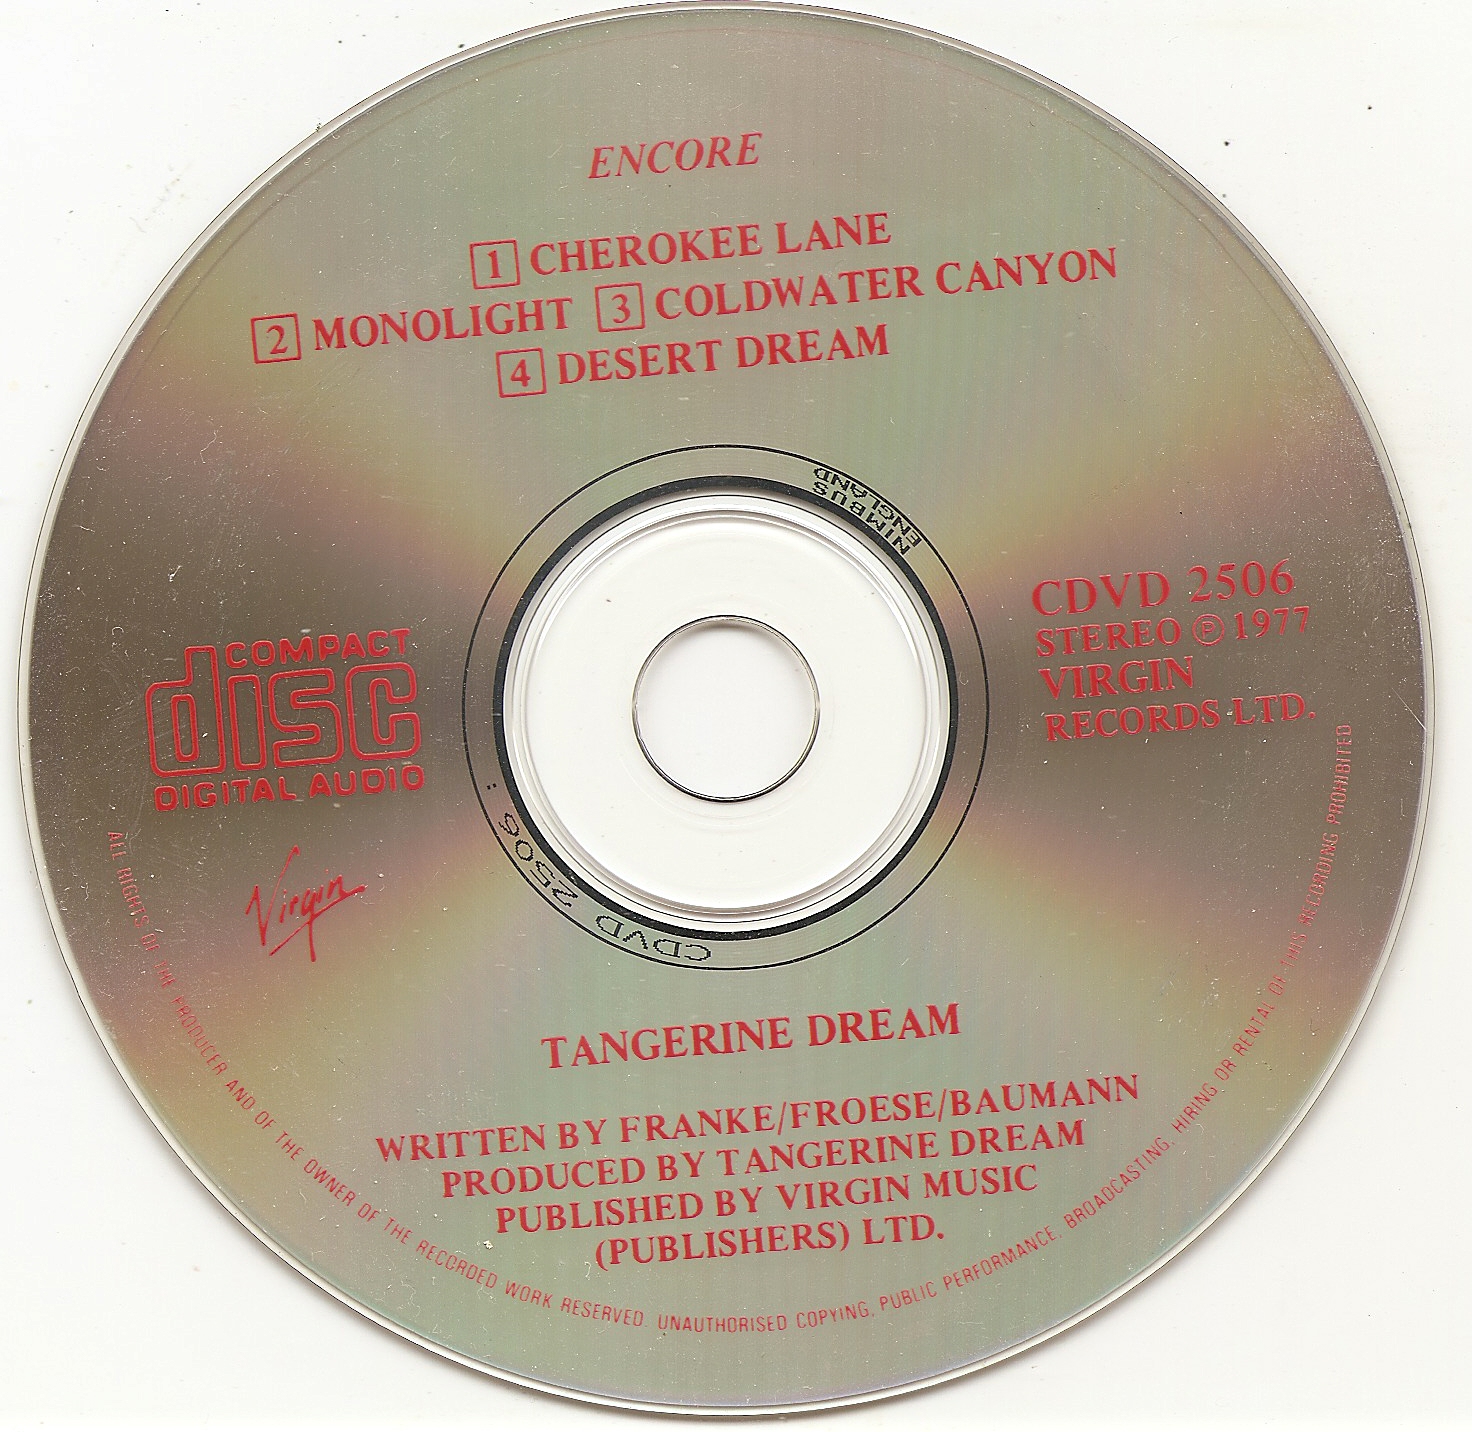 ENCORE
1 CHEROKEE LANE
2 MONOLIGHT 3 COLDWATER CANYON
4 DESERT DREAM
NIMBUS
ENGLAND
COMPACT
disc
DIGITAL AUDIO
CDVD 2506
STEREO ℗ 1977
VIRGIN
RECORDS LTD.
Virgin
CDVD 2506 :
TANGERINE DREAM
WRITTEN BY FRANKE/FROESE/BAUMANN
PRODUCED BY TANGERINE DREAM
PUBLISHED BY VIRGIN MUSIC
(PUBLISHERS) LTD.
ALL RIGHTS OF THE PRODUCER AND OF THE OWNER OF THE RECORDED WORK RESERVED. UNAUTHORISED COPYING, PUBLIC PERFORMANCE, BROADCASTING, HIRING OR RENTAL OF THIS RECORDING PROHIBITED